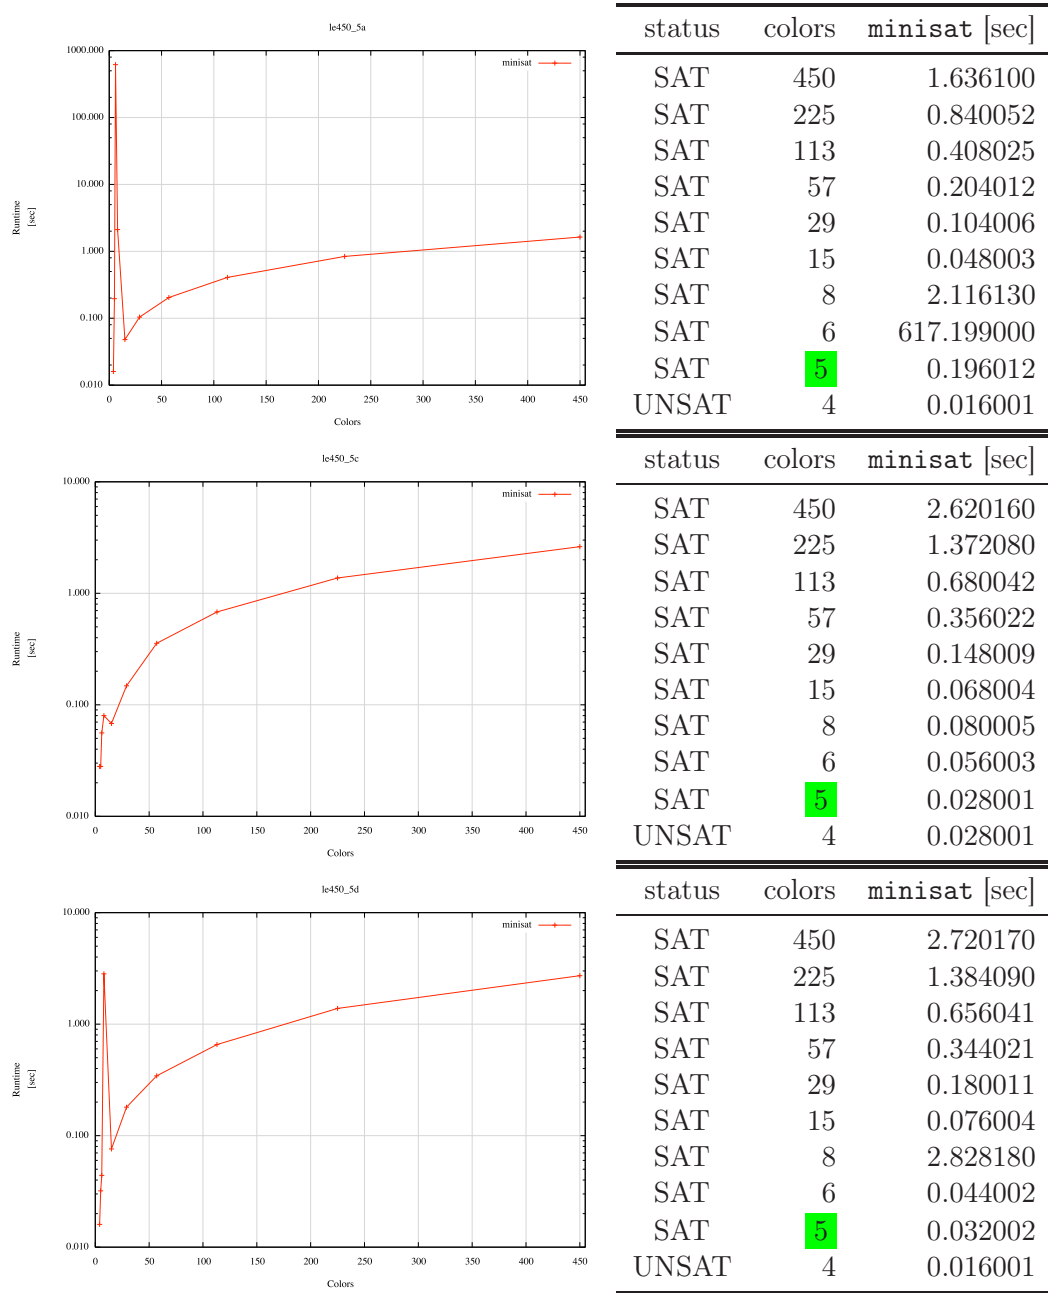 le450_5a
minisat
Runtime
[sec]
1000.000
100.000
10.000
1.000
0.100
0.010
0 50 100 150 200 250 300 350 400 450
Colors
status colors minisat [sec]
SAT 450 1.636100
SAT 225 0.840052
SAT 113 0.408025
SAT 57 0.204012
SAT 29 0.104006
SAT 15 0.048003
SAT 8 2.116130
SAT 6 617.199000
SAT 5 0.196012
UNSAT 4 0.016001
le450_5c
minisat
Runtime
[sec]
10.000
1.000
0.100
0.010
0 50 100 150 200 250 300 350 400 450
Colors
status colors minisat [sec]
SAT 450 2.620160
SAT 225 1.372080
SAT 113 0.680042
SAT 57 0.356022
SAT 29 0.148009
SAT 15 0.068004
SAT 8 0.080005
SAT 6 0.056003
SAT 5 0.028001
UNSAT 4 0.028001
le450_5d
minisat
Runtime
[sec]
10.000
1.000
0.100
0.010
0 50 100 150 200 250 300 350 400 450
Colors
status colors minisat [sec]
SAT 450 2.720170
SAT 225 1.384090
SAT 113 0.656041
SAT 57 0.344021
SAT 29 0.180011
SAT 15 0.076004
SAT 8 2.828180
SAT 6 0.044002
SAT 5 0.032002
UNSAT 4 0.016001